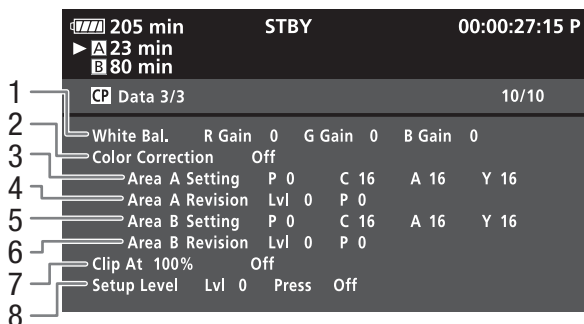 205 min STBY 00:00:27:15 P
A 23 min
B 80 min
CP Data 3/3 10/10
1 White Bal. R Gain 0 G Gain 0 B Gain 0
2 Color Correction Off
3 Area A Setting P 0 C 16 A 16 Y 16
4 Area A Revision Lvl 0 P 0
5 Area B Setting P 0 C 16 A 16 Y 16
6 Area B Revision Lvl 0 P 0
7 Clip At 100% Off
8 Setup Level Lvl 0 Press Off